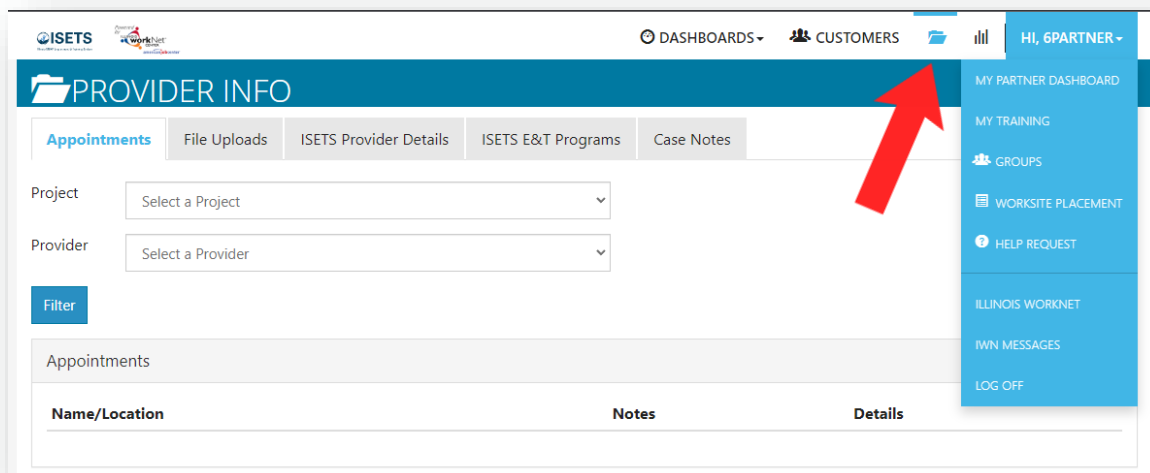 ISETS workNet DASHBOARDS CUSTOMERS HI, 6PARTNER
PROVIDER INFO
MY PARTNER DASHBOARD
MY TRAINING
GROUPS
WORKSITE PLACEMENT
HELP REQUEST
ILLINOIS WORKNET
IWN MESSAGES
LOG OFF
Appointments File Uploads ISETS Provider Details ISETS E&T Programs Case Notes
Project Select a Project
Provider Select a Provider
Filter
Appointments
Name/Location Notes Details